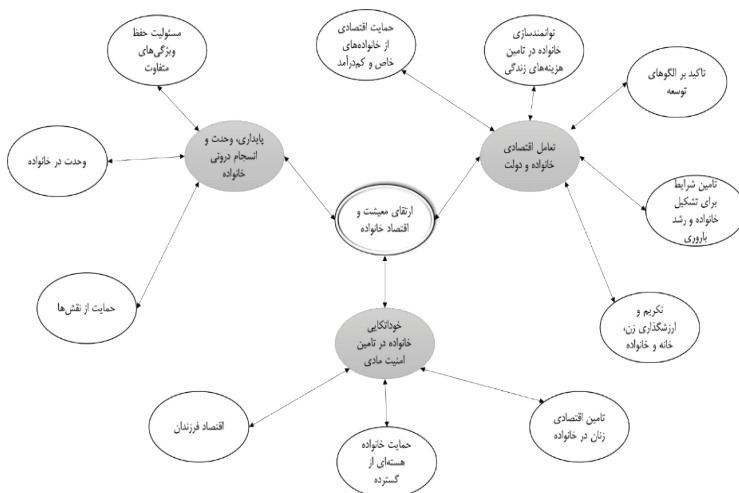 مسئولیت حفظ
ویژگی‌های
متفاوت
حمایت اقتصادی
از خانواده‌های
خاص و کم‌درآمد
توانمندسازی
خانواده در تامین
هزینه‌های زندگی
تاکید بر الگوهای
توسعه
پایداری، وحدت و
انسجام درونی
خانواده
تعامل اقتصادی
خانواده و دولت
وحدت در خانواده
ارتقای معیشت و
اقتصاد خانواده
تامین شرایط
برای تشکیل
خانواده و رشد
باروری
حمایت از نقش‌ها
تکریم و
ارزشگذاری زن،
خانه و خانواده
خوداتکایی
خانواده در تامین
امنیت مادی
اقتصاد فرزندان
حمایت خانواده
هسته‌ای از
گسترده
تامین اقتصادی
زنان در خانواده